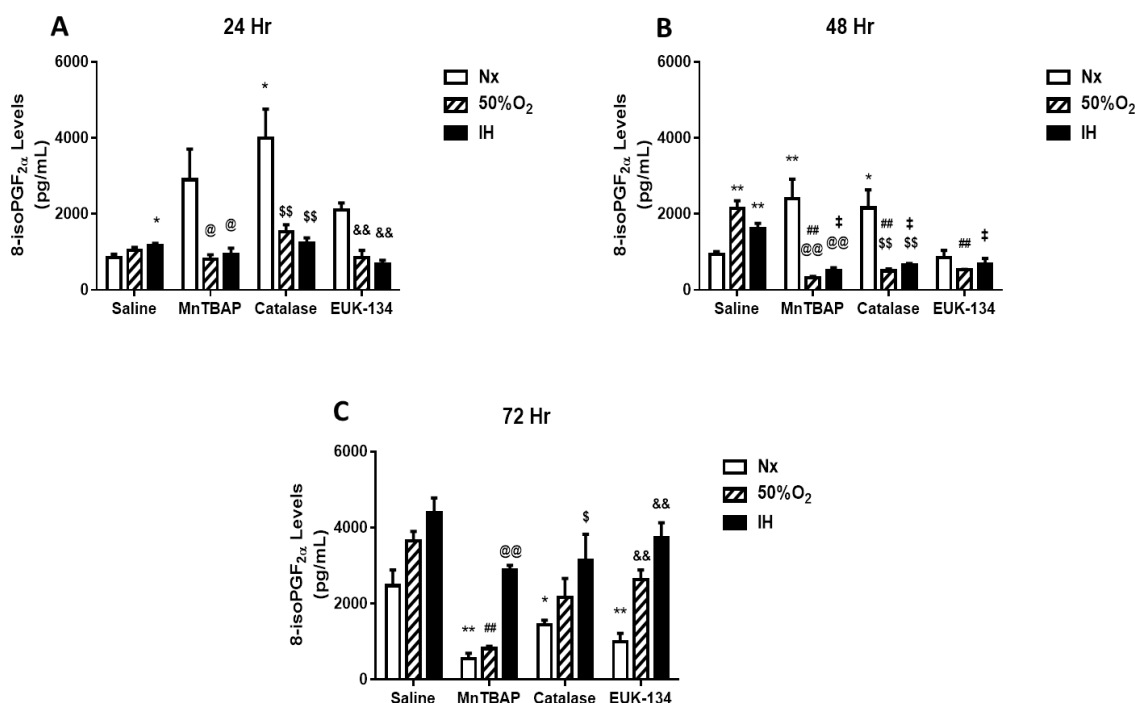 A
24 Hr
8-isoPGF2α Levels
(pg/mL)
6000
4000
2000
0
*
*
@
@
$$
$$
&&
&&
Saline MnTBAP Catalase EUK-134
Nx
50%O2
IH
B
48 Hr
8-isoPGF2α Levels
(pg/mL)
6000
4000
2000
0
**
**
**
##
@@
‡
@@
*
##
$$
‡
$$
##
‡
Saline MnTBAP Catalase EUK-134
Nx
50%O2
IH
C
72 Hr
8-isoPGF2α Levels
(pg/mL)
6000
4000
2000
0
**
##
@@
*
$
**
&&
&&
Saline MnTBAP Catalase EUK-134
Nx
50%O2
IH